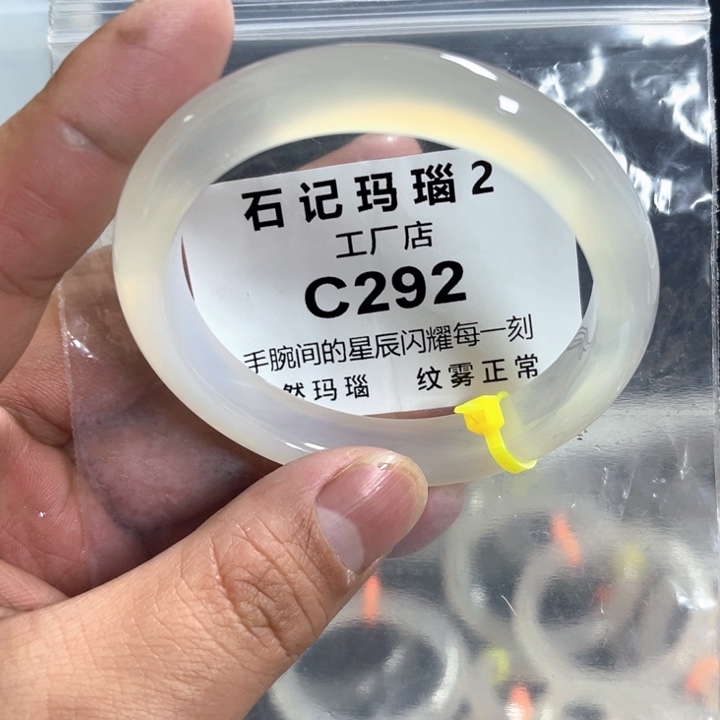 石记玛瑙2
工厂店
C292
手腕间的星辰闪耀每一刻
然玛瑙 纹雾正常